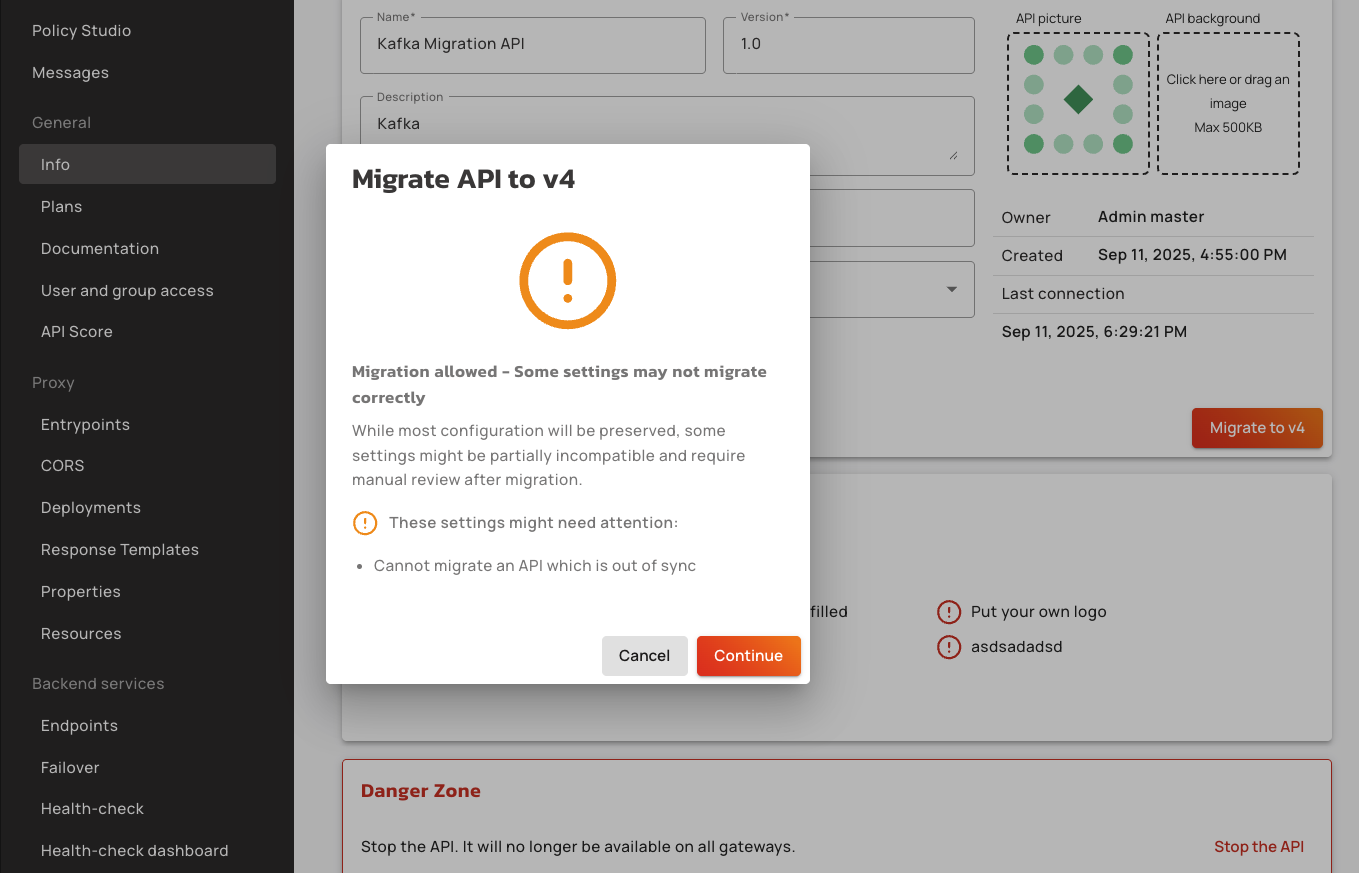 Policy Studio
Messages
General
Info
Plans
Documentation
User and group access
API Score
Proxy
Entrypoints
CORS
Deployments
Response Templates
Properties
Resources
Backend services
Endpoints
Failover
Health-check
Health-check dashboard
Name*
Kafka Migration API
Version*
1.0
Description
Kafka
API picture
API background
Click here or drag an
image
Max 500KB
Owner Admin master
Created Sep 11, 2025, 4:55:00 PM
Last connection
Sep 11, 2025, 6:29:21 PM
Migrate to v4
Migrate API to v4
Migration allowed – Some settings may not migrate
correctly
While most configuration will be preserved, some
settings might be partially incompatible and require
manual review after migration.
These settings might need attention:
• Cannot migrate an API which is out of sync
Cancel
Continue
filled
Put your own logo
asdsadadsd
Danger Zone
Stop the API. It will no longer be available on all gateways.
Stop the API